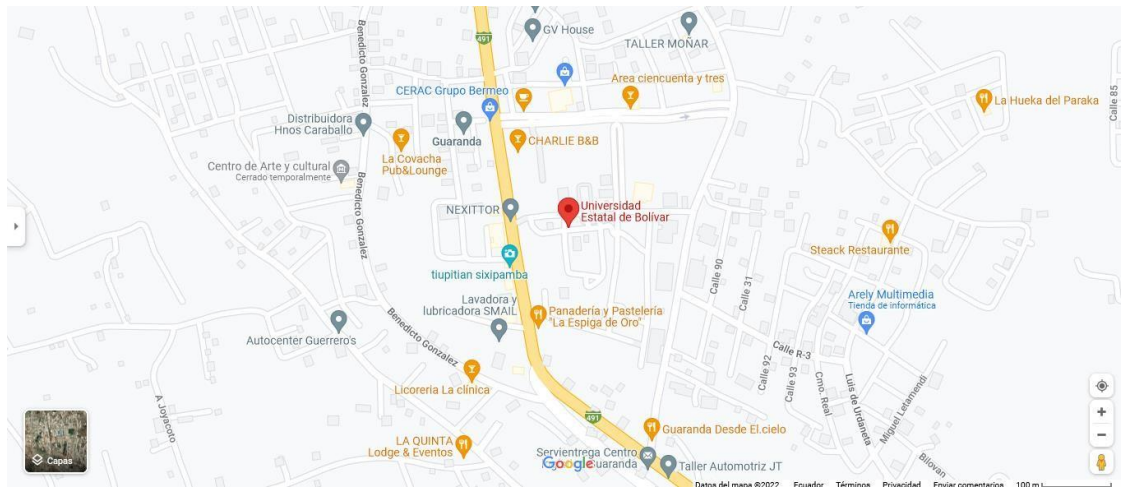 GV House
TALLER MOÑAR
491
Benedicto Gonzalez
CERAC Grupo Bermeo
Area ciencuenta y tres
La Hueka del Paraka
Calle 85
Distribuidora
Hnos Caraballo
Guaranda
CHARLIE B&B
La Covacha
Pub&Lounge
Centro de Arte y cultural
Cerrado temporalmente
Benedicto Gonzalez
NEXITTOR
Universidad
Estatal de Bolívar
Steack Restaurante
tiupitian sixipamba
Calle 90
Calle 31
Arely Multimedia
Tienda de informática
Lavadora y
lubricadora SMAIL
Panadería y Pastelería
"La Espiga de Oro"
Autocenter Guerrero's
Benedicto Gonzalez
Calle R-3
Calle 92
Calle 93
Cmo. Real
Luis de Urdaneta
Miguel Letamendi
Licoreria La clínica
A Joyacoto
491
Guaranda Desde El.cielo
LA QUINTA
Lodge & Eventos
Servientrega Centro
Guaranda
Google
Taller Automotriz JT
Bilovan
Capas
Datos del mapa ©2022 Ecuador Términos Privacidad Enviar comentarios 100 m